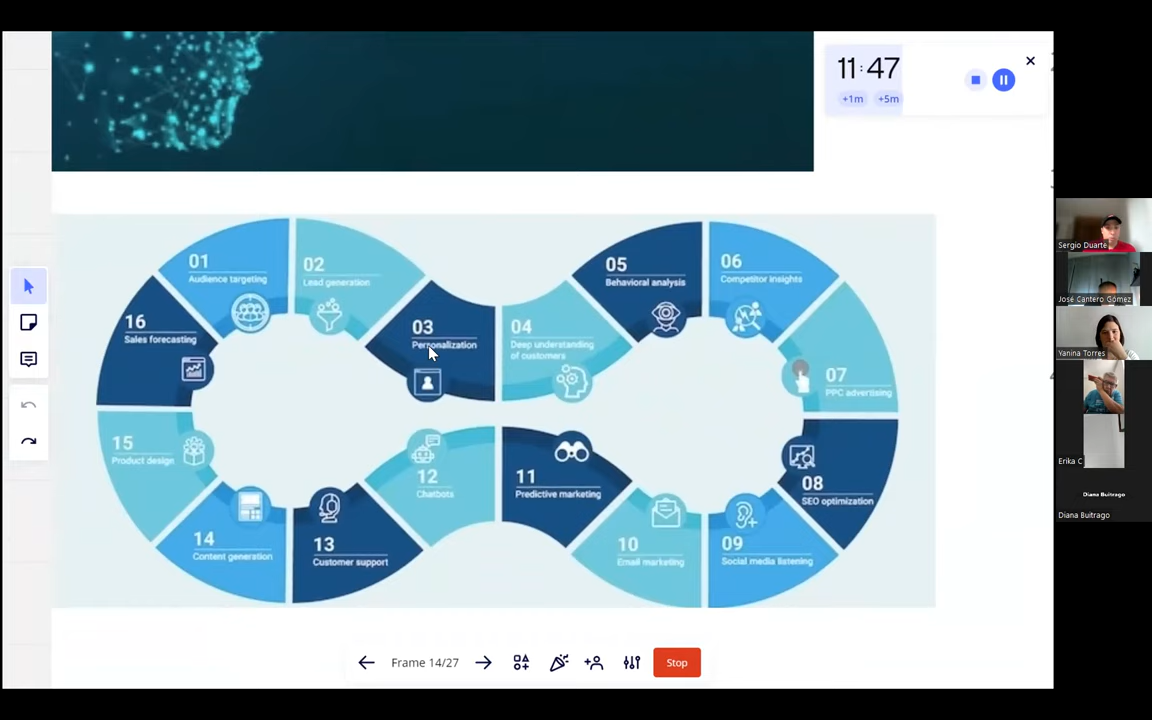 11:47
+1m +5m
01
Audience targeting
02
Lead generation
03
Personalization
04
Deep understanding
of customers
05
Behavioral analysis
06
Competitor insights
07
PPC advertising
08
SEO optimization
09
Social media listening
10
Email marketing
11
Predictive marketing
12
Chatbots
13
Customer support
14
Content generation
15
Product design
16
Sales forecasting
Frame 14/27
Stop
Sergio Duarte
José Cantero Gómez
Yanina Torres
Erika C
Diana Buitrago
Diana Buitrago